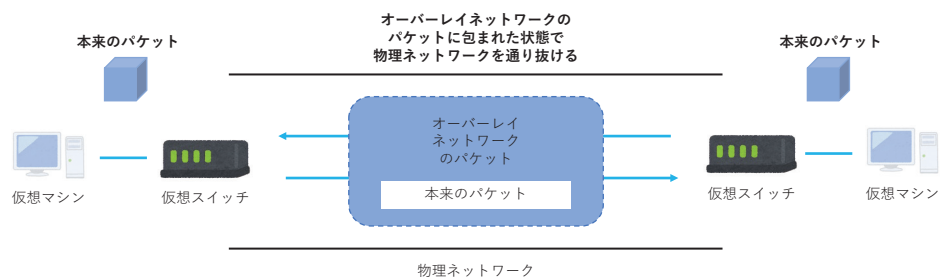 オーバーレイネットワークの
パケットに包まれた状態で
物理ネットワークを通り抜ける
本来のパケット
本来のパケット
オーバーレイ
ネットワーク
のパケット
本来のパケット
仮想マシン
仮想スイッチ
仮想スイッチ
仮想マシン
物理ネットワーク